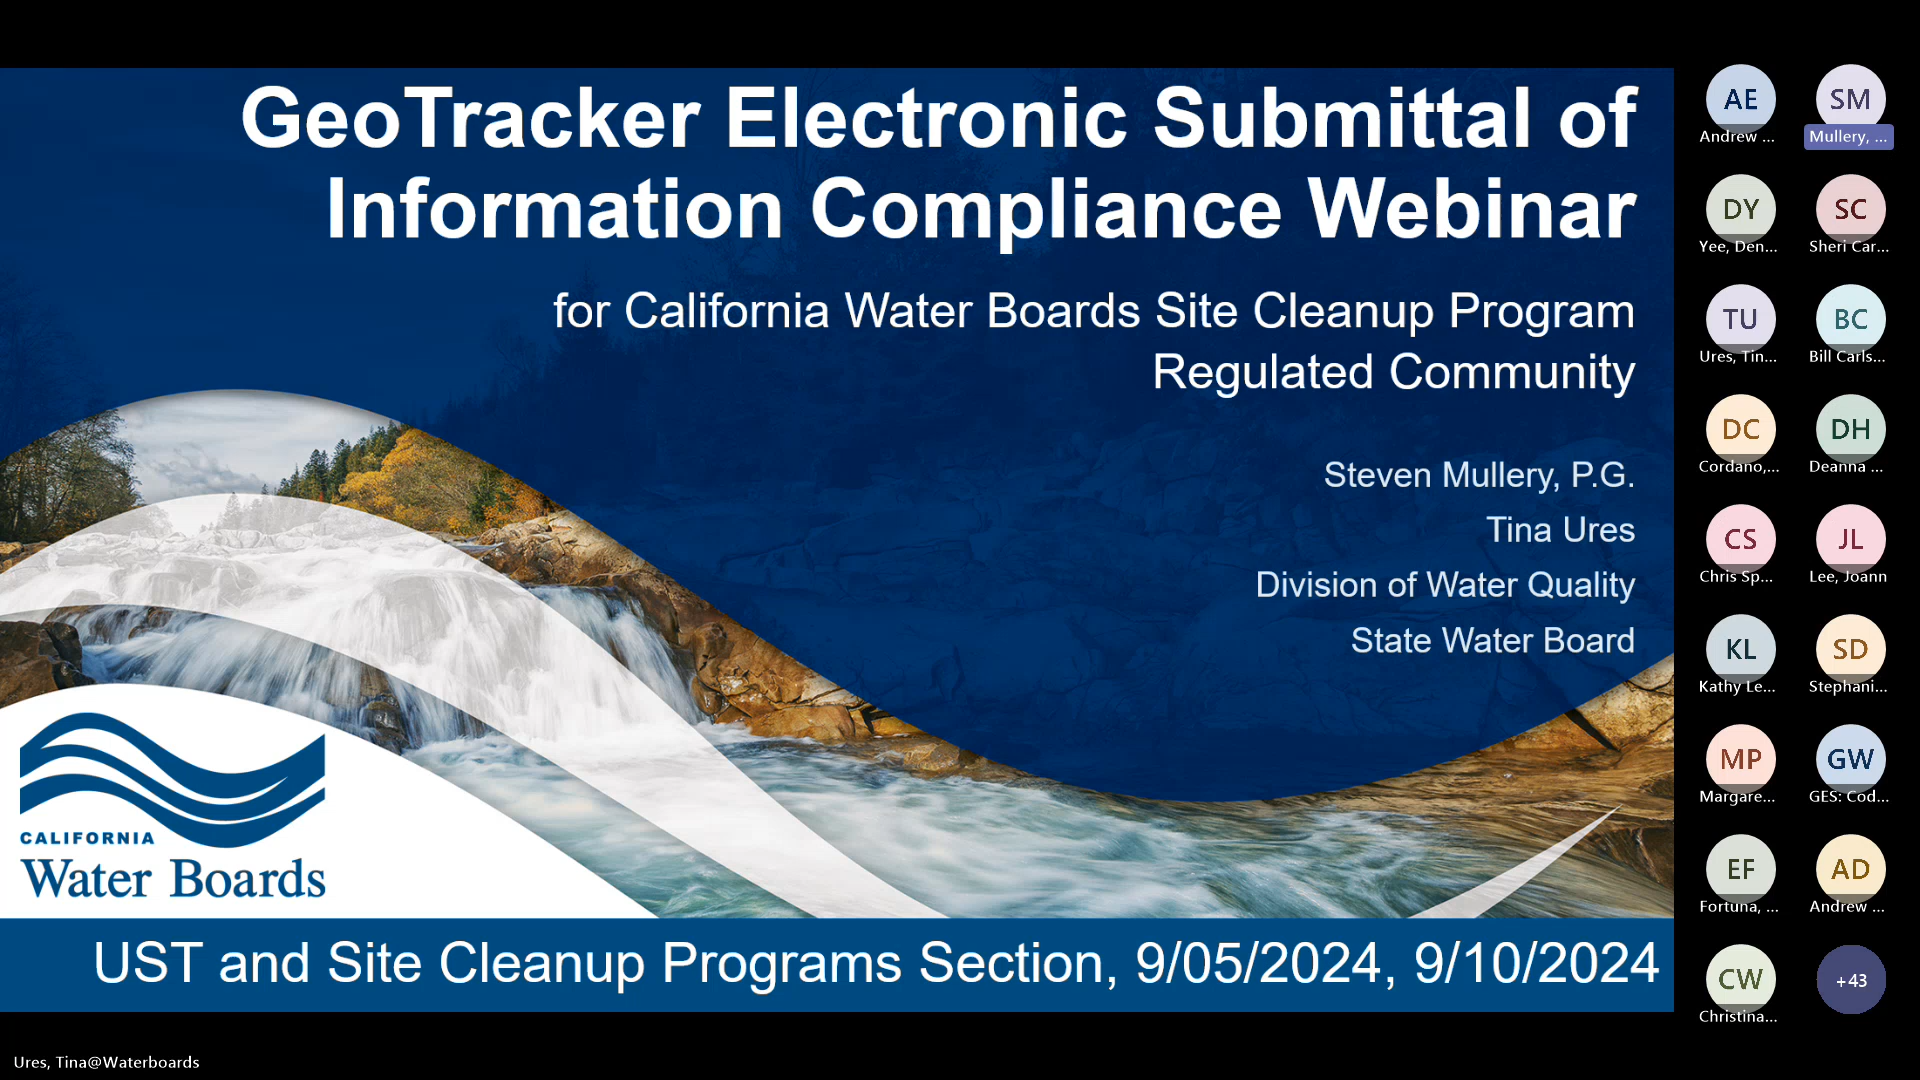 GeoTracker Electronic Submittal of
Information Compliance Webinar
for California Water Boards Site Cleanup Program
Regulated Community
Steven Mullery, P.G.
Tina Ures
Division of Water Quality
State Water Board
CALIFORNIA
Water Boards
UST and Site Cleanup Programs Section, 9/05/2024, 9/10/2024
Ures, Tina@Waterboards
AE
Andrew ...
SM
Mullery, ...
DY
Yee, Den...
SC
Sheri Car...
TU
Ures, Tin...
BC
Bill Carls...
DC
Cordano,...
DH
Deanna ...
CS
Chris Sp...
JL
Lee, Joann
KL
Kathy Le...
SD
Stephani...
MP
Margare...
GW
GES: Cod...
EF
Fortuna, ...
AD
Andrew ...
CW
Christina...
+43